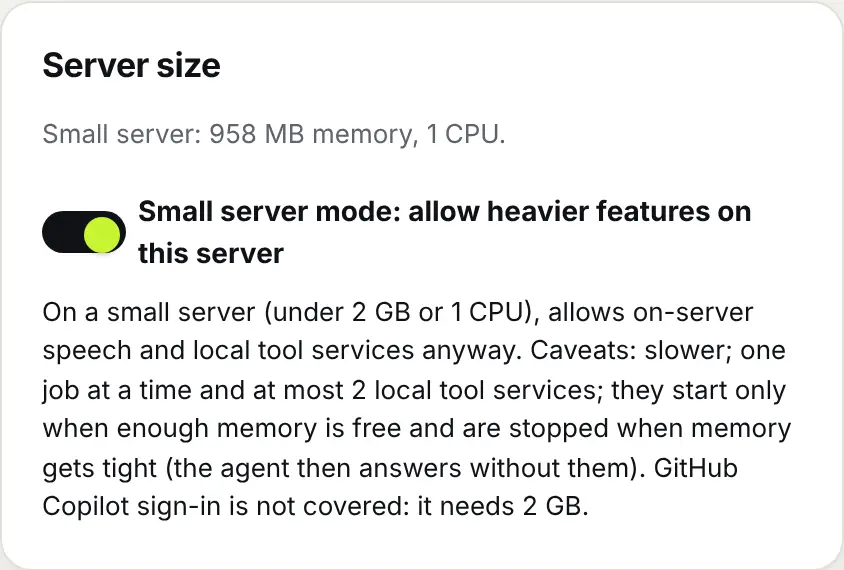 Server size
Small server: 958 MB memory, 1 CPU.
Small server mode: allow heavier features on
this server
On a small server (under 2 GB or 1 CPU), allows on-server
speech and local tool services anyway. Caveats: slower; one
job at a time and at most 2 local tool services; they start only
when enough memory is free and are stopped when memory
gets tight (the agent then answers without them). GitHub
Copilot sign-in is not covered: it needs 2 GB.